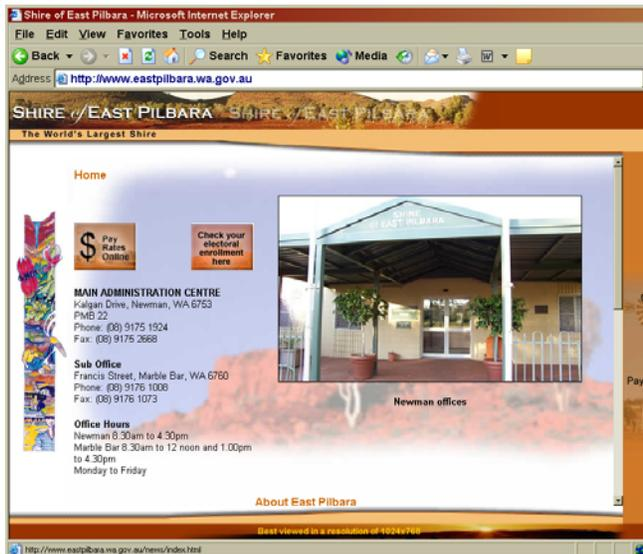 Shire of East Pilbara - Microsoft Internet Explorer
File Edit View Favorites Tools Help
Back Search Favorites Media
Address http://www.eastpilbara.wa.gov.au
SHIRE of EAST PILBARA SHIRE of EAST PILBARA
The World's Largest Shire
Home
$ Pay
Rates
Online
Check your
electoral
enrollment
here
SHIRE
OF EAST PILBARA
MAIN ADMINISTRATION CENTRE
Kalgan Drive, Newman, WA 6753
PMB 22
Phone: (08) 9175 1924
Fax: (08) 9175 2668
Sub Office
Francis Street, Marble Bar, WA 6760
Phone: (08) 9176 1008
Fax: (08) 9176 1073
Newman offices
Pay
Office Hours
Newman 8.30am to 4.30pm
Marble Bar 8.30am to 12 noon and 1.00pm
to 4.30pm
Monday to Friday
About East Pilbara
Best viewed in a resolution of 1024x768
http://www.eastpilbara.wa.gov.au/news/index.html